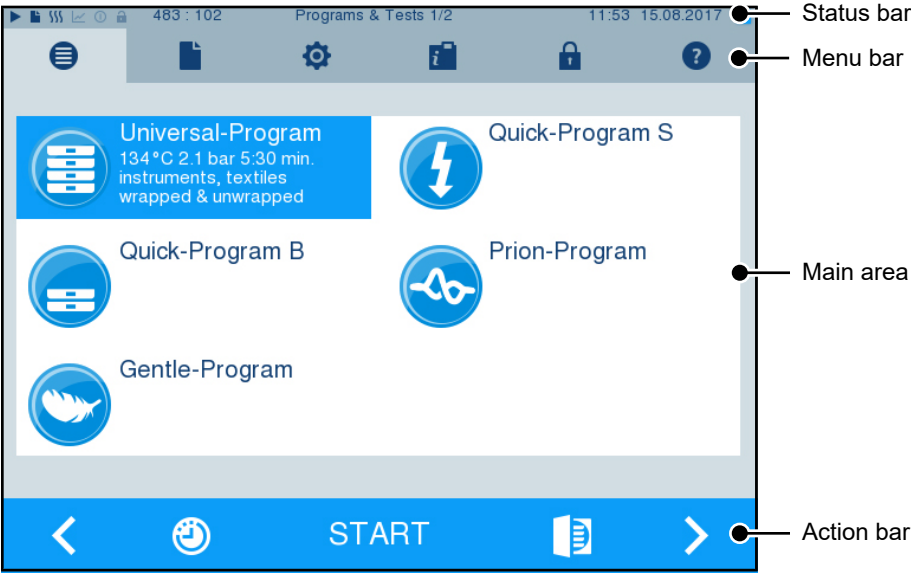 483 : 102 Programs & Tests 1/2 11:53 15.08.2017
Status bar
Menu bar
Universal-Program
134°C 2.1 bar 5:30 min.
instruments, textiles
wrapped & unwrapped
Quick-Program S
Quick-Program B
Prion-Program
Main area
Gentle-Program
START
Action bar